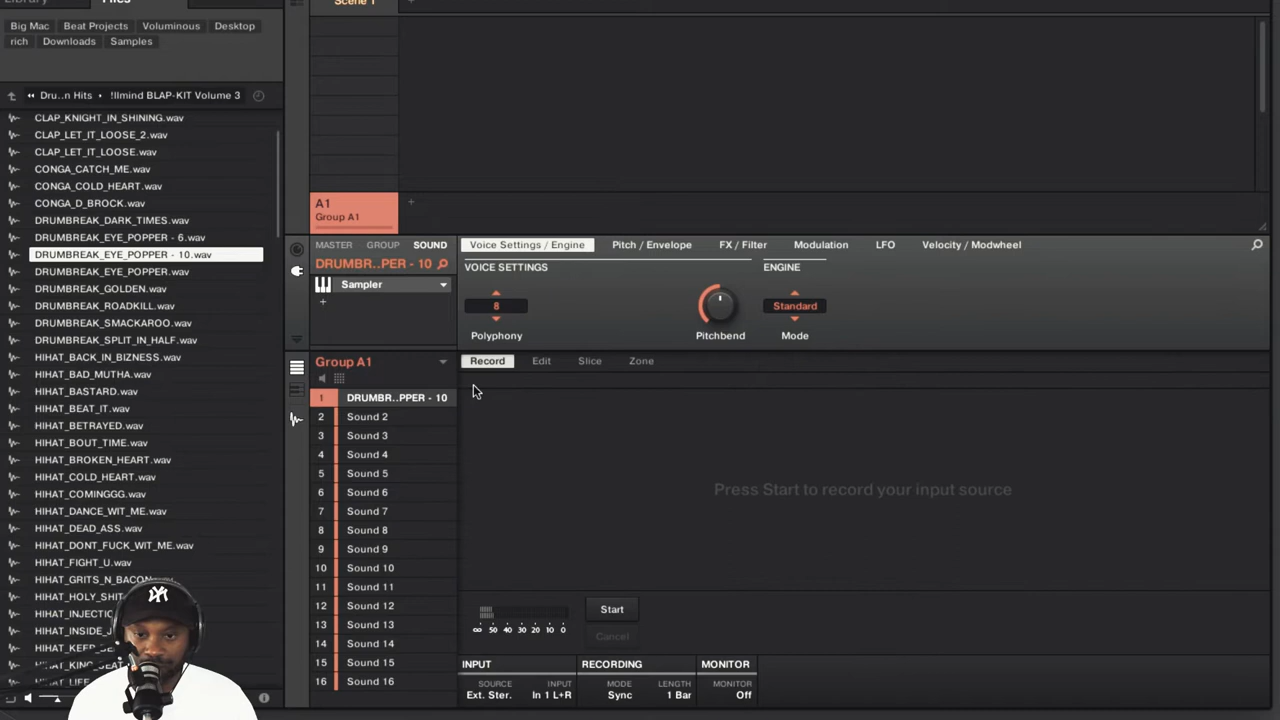 Library
Files
Scene 1
Big Mac
Beat Projects
Voluminous
Desktop
rich
Downloads
Samples
Dru..n Hits • !llmind BLAP-KIT Volume 3
CLAP_KNIGHT_IN_SHINING.wav
CLAP_LET_IT_LOOSE_2.wav
CLAP_LET_IT_LOOSE.wav
CONGA_CATCH_ME.wav
CONGA_COLD_HEART.wav
CONGA_D_BROCK.wav
DRUMBREAK_DARK_TIMES.wav
DRUMBREAK_EYE_POPPER - 6.wav
DRUMBREAK_EYE_POPPER - 10.wav
DRUMBREAK_EYE_POPPER.wav
DRUMBREAK_GOLDEN.wav
DRUMBREAK_ROADKILL.wav
DRUMBREAK_SMACKAROO.wav
DRUMBREAK_SPLIT_IN_HALF.wav
HIHAT_BACK_IN_BIZNESS.wav
HIHAT_BAD_MUTHA.wav
HIHAT_BASTARD.wav
HIHAT_BEAT_IT.wav
HIHAT_BETRAYED.wav
HIHAT_BOUT_TIME.wav
HIHAT_BROKEN_HEART.wav
HIHAT_COLD_HEART.wav
HIHAT_COMINGGG.wav
HIHAT_DANCE_WIT_ME.wav
HIHAT_DEAD_ASS.wav
HIHAT_DONT_FUCK_WIT_ME.wav
HIHAT_FIGHT_U.wav
HIHAT_GRITS_N_BACON
HIHAT_HOLY_SHIT
HIHAT_INJECTIO
HIHAT_INSIDE_
HIHAT_KEEP_
HIHAT_KING_
A1
Group A1
MASTER GROUP SOUND
DRUMBR..PER - 10
Sampler
Voice Settings / Engine
Pitch / Envelope
FX / Filter
Modulation
LFO
Velocity / Modwheel
VOICE SETTINGS
ENGINE
8
Standard
Polyphony
Pitchbend
Mode
Group A1
1 DRUMBR..PPER - 10
2 Sound 2
3 Sound 3
4 Sound 4
5 Sound 5
6 Sound 6
7 Sound 7
8 Sound 8
9 Sound 9
10 Sound 10
11 Sound 11
12 Sound 12
13 Sound 13
14 Sound 14
15 Sound 15
16 Sound 16
Record
Edit
Slice
Zone
Press Start to record your input source
∞ 50 40 30 20 10 0
Start
Cancel
INPUT
RECORDING
MONITOR
SOURCE
INPUT
MODE
LENGTH
MONITOR
Ext. Ster.
In 1 L+R
Sync
1 Bar
Off